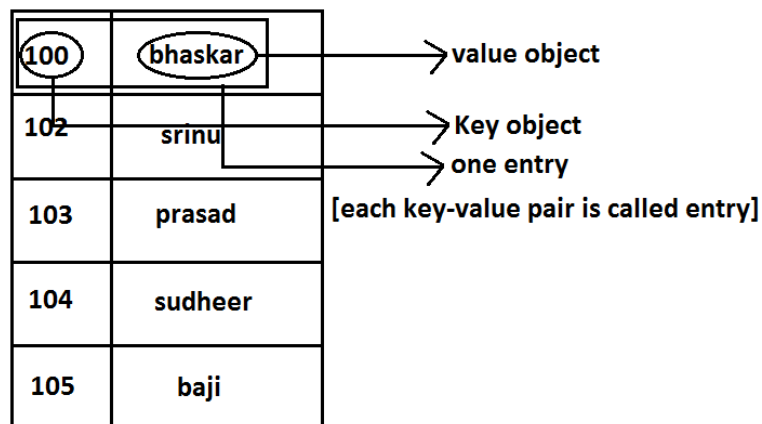 100 bhaskar value object
102 srinu Key object
one entry
103 prasad [each key-value pair is called entry]
104 sudheer
105 baji